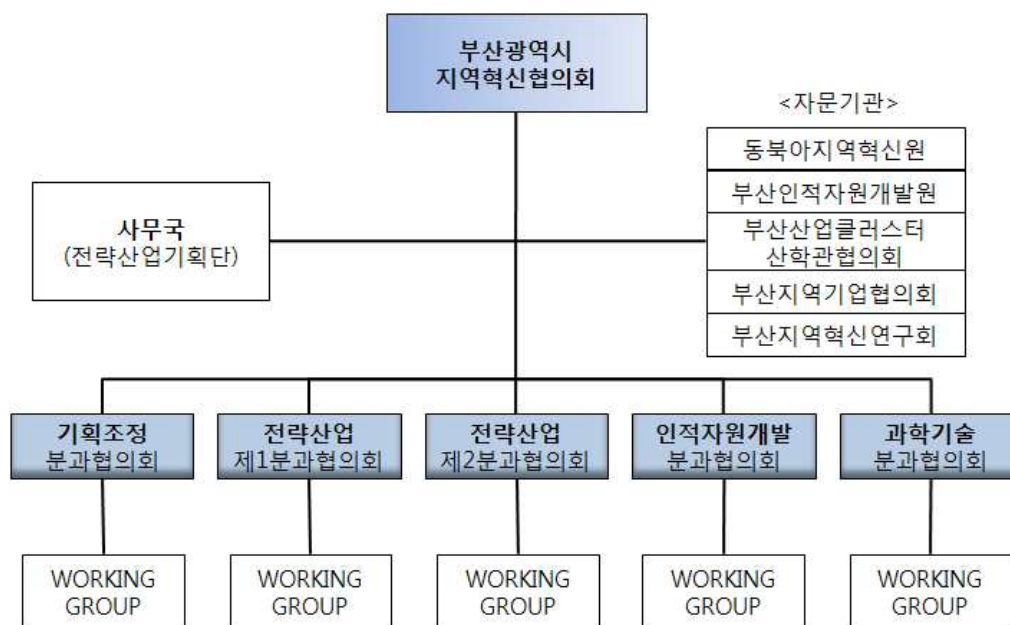 부산광역시
지역혁신협의회
<자문기관>
동북아지역혁신원
부산인적자원개발원
부산산업클러스터
산학관협의회
부산지역기업협의회
부산지역혁신연구회
사무국
(전략산업기획단)
기획조정
분과협의회
전략산업
제1분과협의회
전략산업
제2분과협의회
인적자원개발
분과협의회
과학기술
분과협의회
WORKING
GROUP
WORKING
GROUP
WORKING
GROUP
WORKING
GROUP
WORKING
GROUP